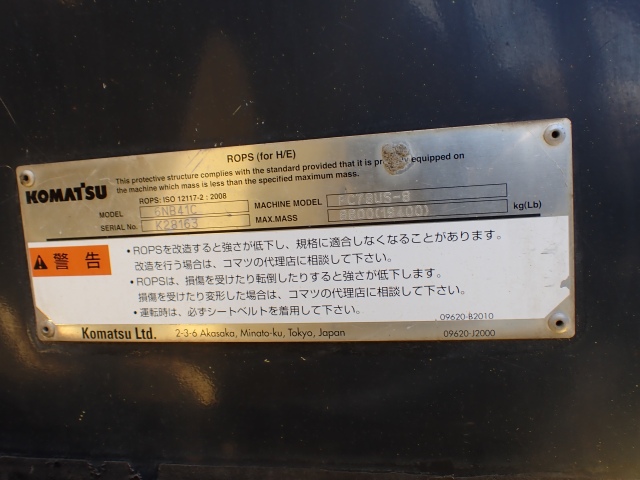 ROPS (for H/E)
This protective structure complies with the standard provided that it is properly equipped on
the machine which mass is less than the specified maximum mass.
KOMATSU
ROPS: ISO 12117-2 : 2008
MODEL 6NB41C MACHINE MODEL PC78US-8
SERIAL No. K28163 MAX.MASS 8800(19400) kg(Lb)
警告
・ROPSを改造すると強さが低下し、規格に適合しなくなることがあります。
改造を行う場合は、コマツの代理店に相談して下さい。
・ROPSは、損傷を受けたり転倒したりすると強さが低下します。
損傷を受けたり変形した場合は、コマツの代理店に相談して下さい。
・運転時は、必ずシートベルトを着用して下さい。
09620-B2010
Komatsu Ltd. 2-3-6 Akasaka, Minato-ku, Tokyo, Japan 09620-J2000